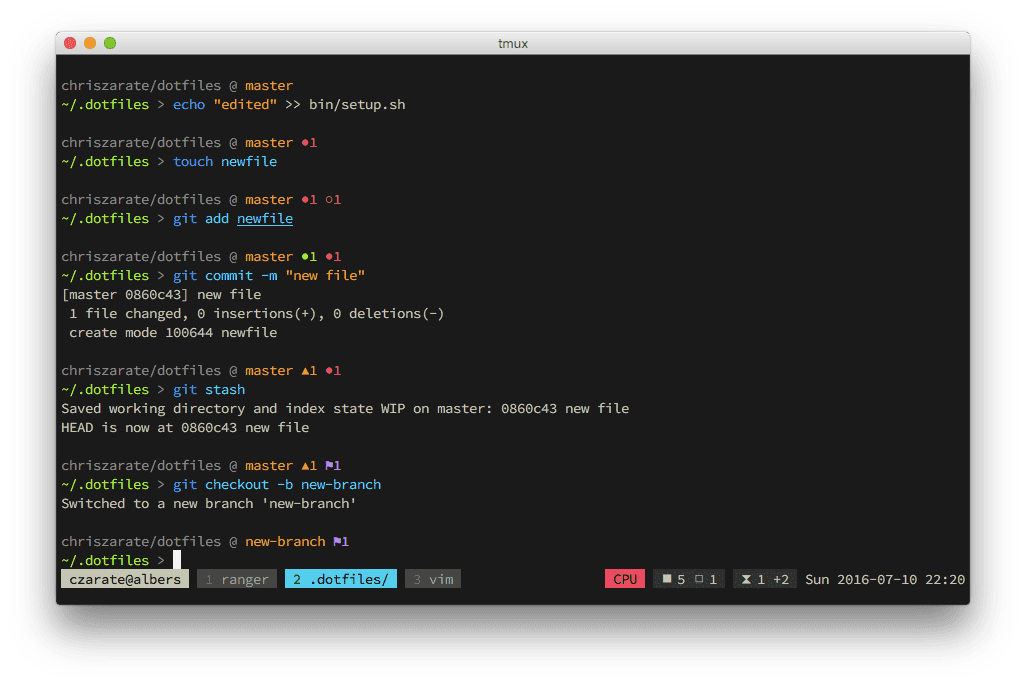 tmux
chriszarate/dotfiles @ master
~/.dotfiles > echo "edited" >> bin/setup.sh
chriszarate/dotfiles @ master ●1
~/.dotfiles > touch newfile
chriszarate/dotfiles @ master ●1 ○1
~/.dotfiles > git add newfile
chriszarate/dotfiles @ master ●1 ●1
~/.dotfiles > git commit -m "new file"
[master 0860c43] new file
1 file changed, 0 insertions(+), 0 deletions(-)
create mode 100644 newfile
chriszarate/dotfiles @ master ▲1 ●1
~/.dotfiles > git stash
Saved working directory and index state WIP on master: 0860c43 new file
HEAD is now at 0860c43 new file
chriszarate/dotfiles @ master ▲1 ⚑1
~/.dotfiles > git checkout -b new-branch
Switched to a new branch 'new-branch'
chriszarate/dotfiles @ new-branch ⚑1
~/.dotfiles >
czarate@albers 1 ranger 2 .dotfiles/ 3 vim CPU ■ 5 □ 1 ⧗ 1 +2 Sun 2016-07-10 22:20